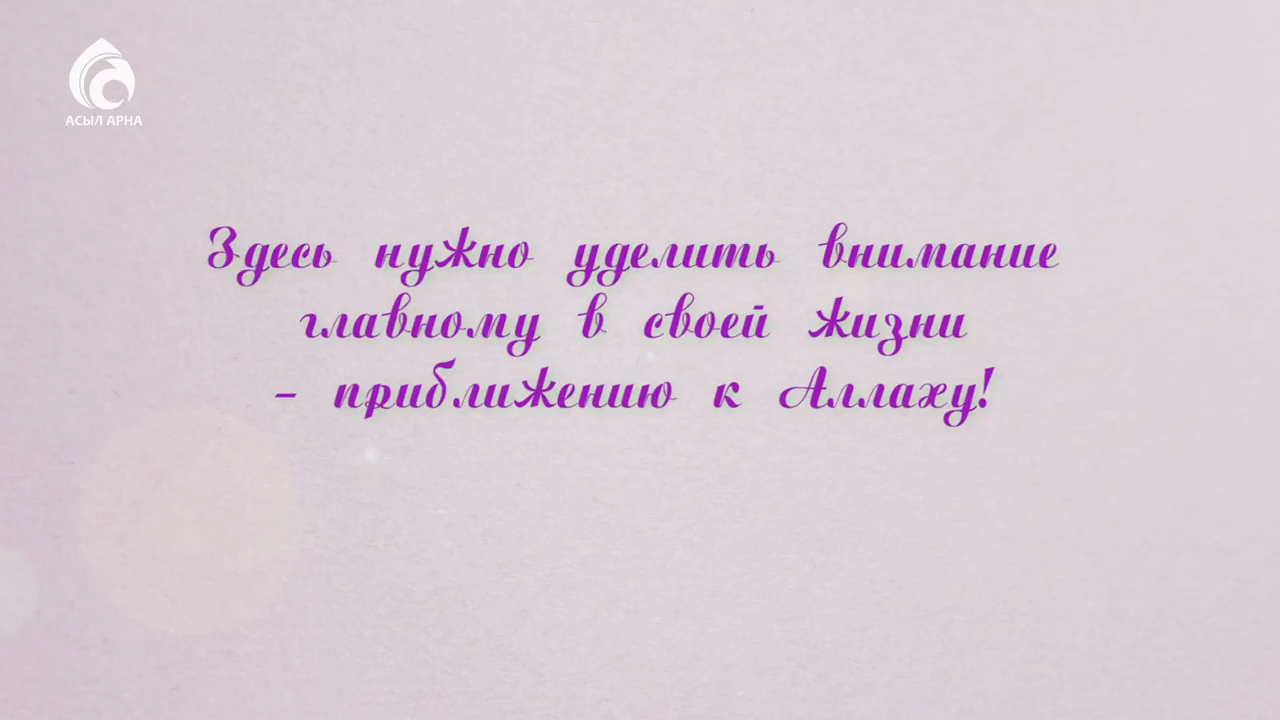 АСЫЛ АРНА
Здесь нужно уделить внимание
главному в своей жизни
- приближению к Аллаху!